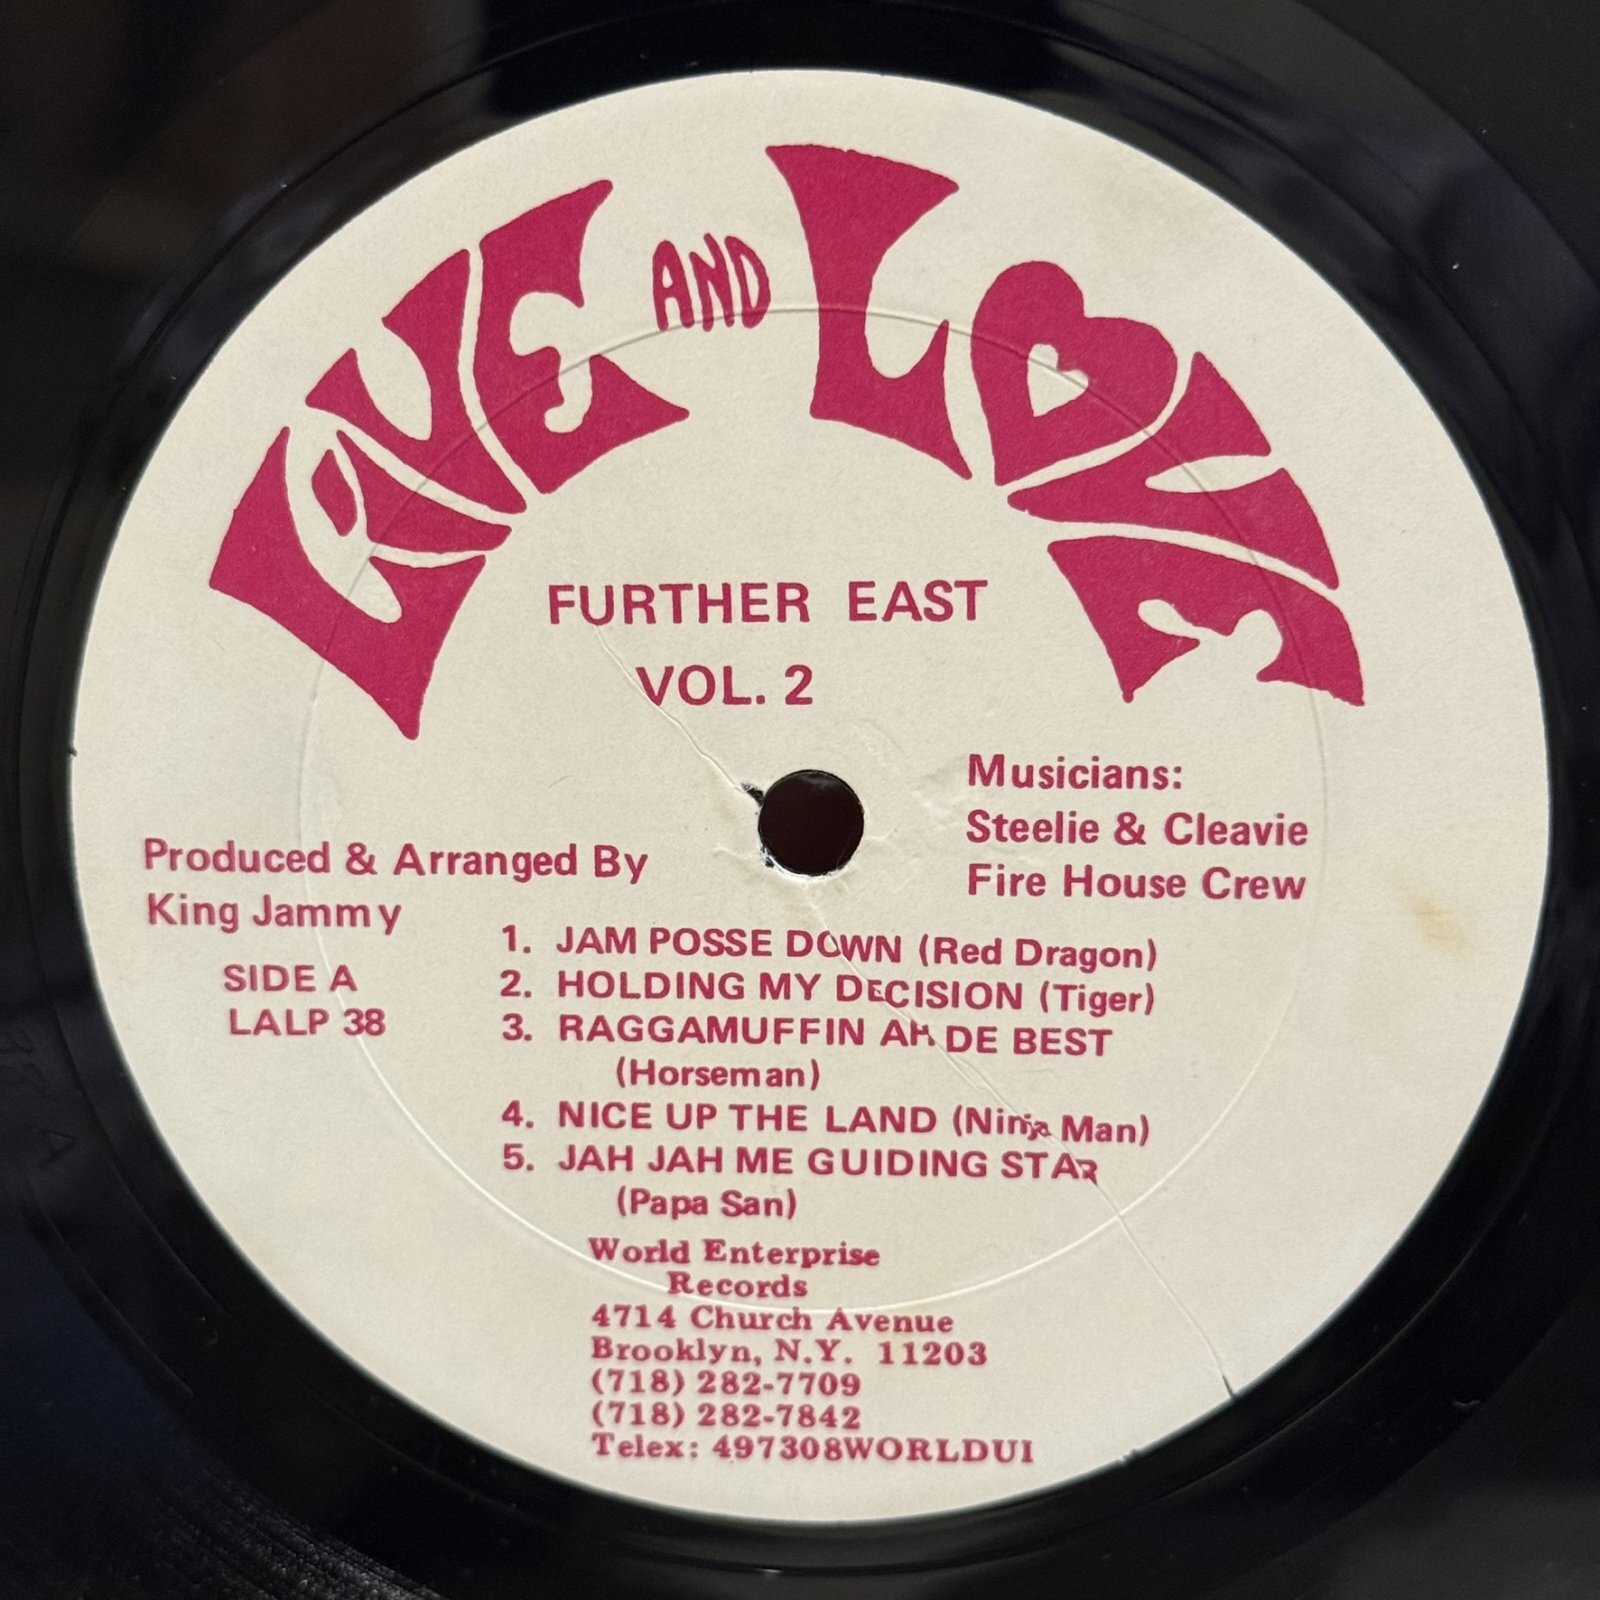 LIVE AND LOVE
FURTHER EAST
VOL. 2
Musicians:
Steelie & Cleavie
Fire House Crew
Produced & Arranged By
King Jammy
SIDE A
LALP 38
1. JAM POSSE DOWN (Red Dragon)
2. HOLDING MY DECISION (Tiger)
3. RAGGAMUFFIN AH DE BEST
(Horseman)
4. NICE UP THE LAND (Ninja Man)
5. JAH JAH ME GUIDING STAR
(Papa San)
World Enterprise
Records
4714 Church Avenue
Brooklyn, N.Y. 11203
(718) 282-7709
(718) 282-7842
Telex: 497308WORLDUI